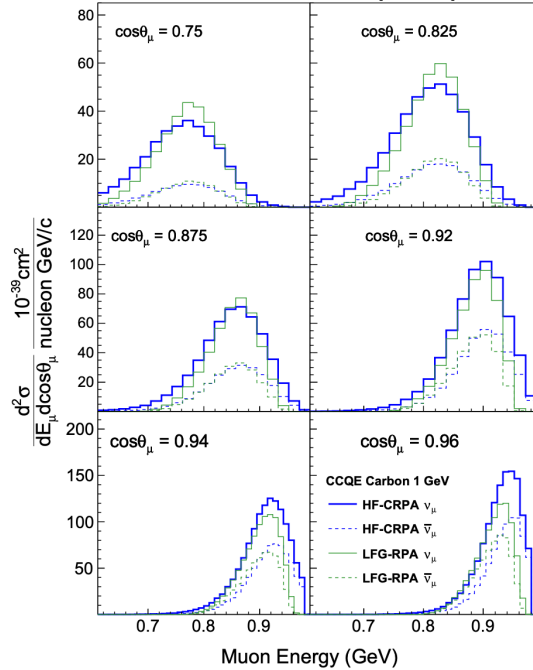 cosθμ = 0.75
cosθμ = 0.825
80
60
40
20
cosθμ = 0.875
cosθμ = 0.92
120
100
80
60
40
20
cosθμ = 0.94
cosθμ = 0.96
200
150
100
50
CCQE Carbon 1 GeV
HF-CRPA νμ
HF-CRPA ν̅μ
LFG-RPA νμ
LFG-RPA ν̅μ
0.7 0.8 0.9 0.7 0.8 0.9
Muon Energy (GeV)
d²σ / dEμdcosθμ 10⁻³⁹cm² / nucleon GeV/c